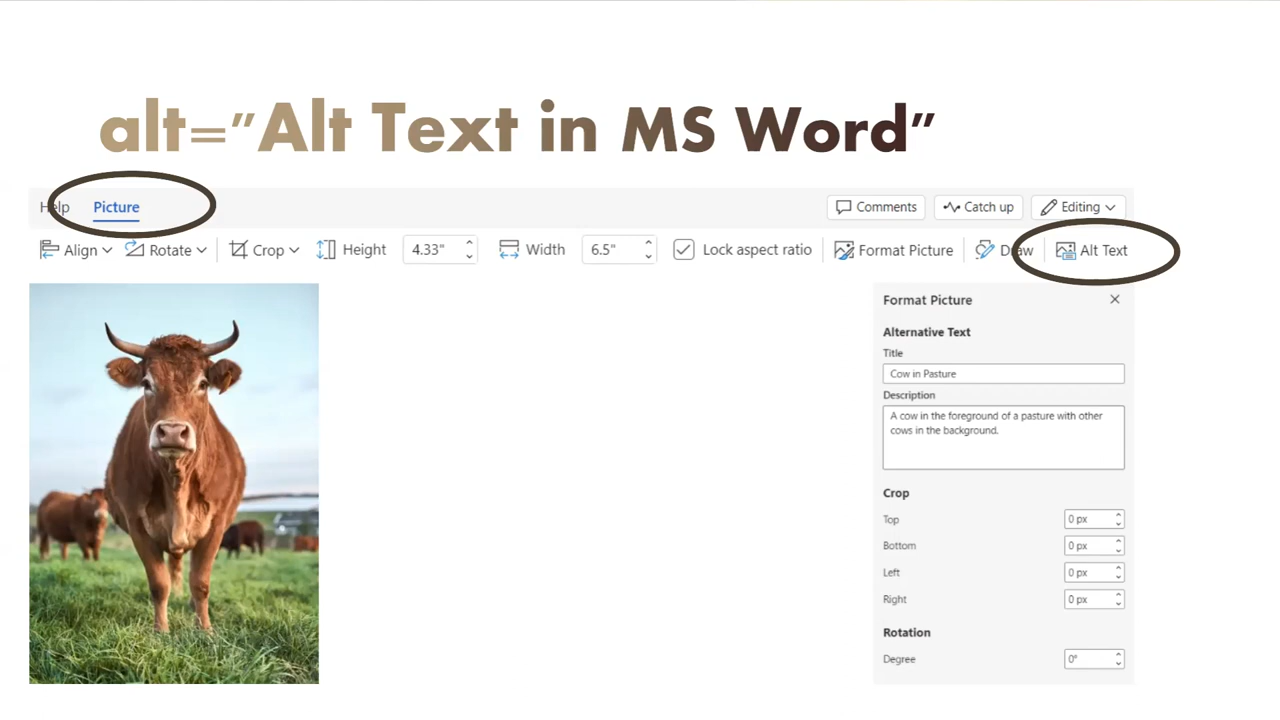 alt="Alt Text in MS Word"
Help Picture Comments Catch up Editing
Align Rotate Crop Height 4.33" Width 6.5" Lock aspect ratio Format Picture Draw Alt Text
Format Picture
Alternative Text
Title
Cow in Pasture
Description
A cow in the foreground of a pasture with other
cows in the background.
Crop
Top 0 px
Bottom 0 px
Left 0 px
Right 0 px
Rotation
Degree 0°